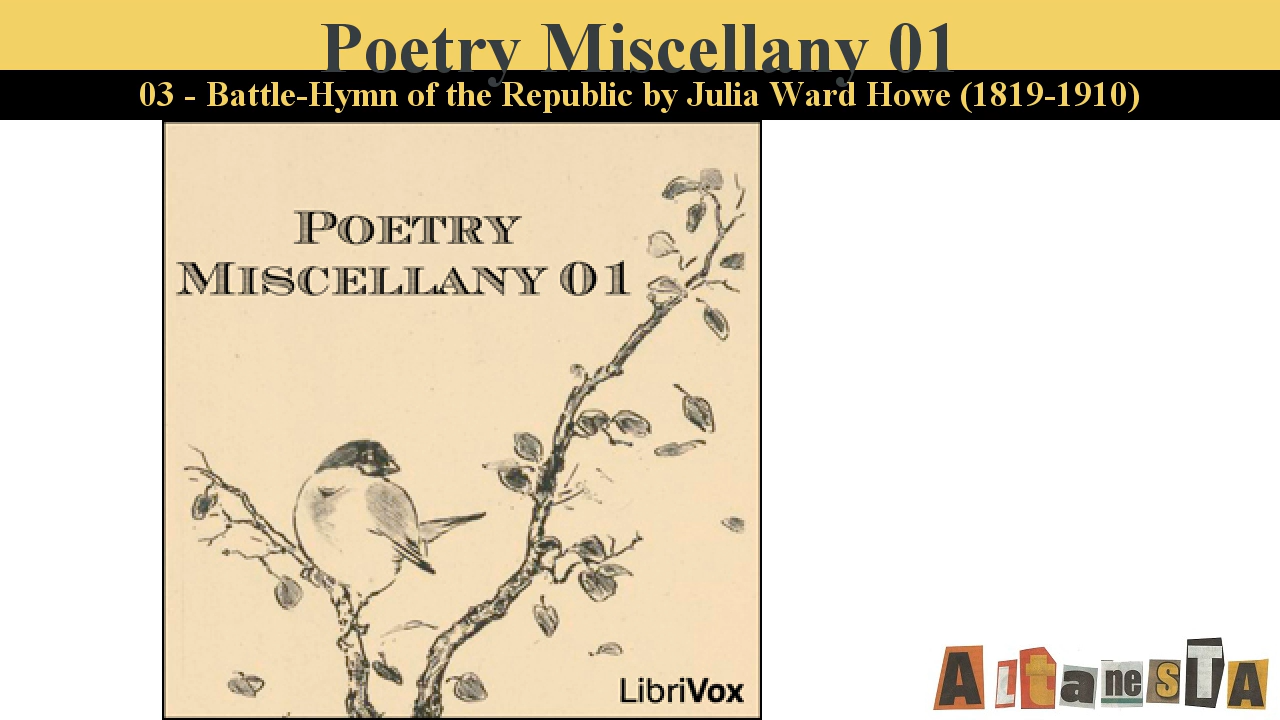 Poetry Miscellany 01
03 - Battle-Hymn of the Republic by Julia Ward Howe (1819-1910)
POETRY
MISCELLANY 01
LibriVox
AltanesTA